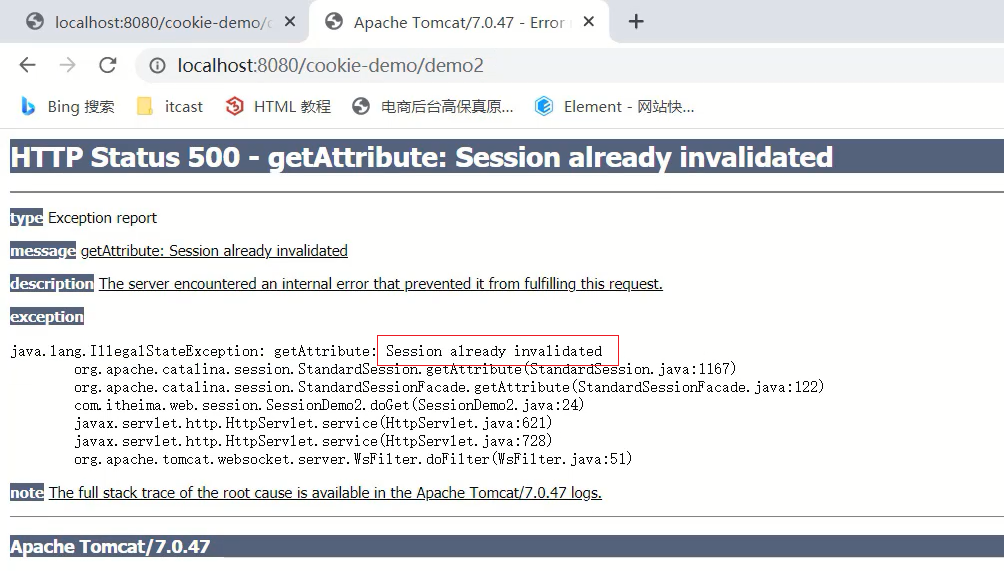 localhost:8080/cookie-demo/d
Apache Tomcat/7.0.47 - Error r
localhost:8080/cookie-demo/demo2
Bing 搜索
itcast
HTML 教程
电商后台高保真原...
Element - 网站快...
HTTP Status 500 - getAttribute: Session already invalidated
type Exception report
message getAttribute: Session already invalidated
description The server encountered an internal error that prevented it from fulfilling this request.
exception
java.lang.IllegalStateException: getAttribute: Session already invalidated
org.apache.catalina.session.StandardSession.getAttribute(StandardSession.java:1167)
org.apache.catalina.session.StandardSessionFacade.getAttribute(StandardSessionFacade.java:122)
com.itheima.web.session.SessionDemo2.doGet(SessionDemo2.java:24)
javax.servlet.http.HttpServlet.service(HttpServlet.java:621)
javax.servlet.http.HttpServlet.service(HttpServlet.java:728)
org.apache.tomcat.websocket.server.WsFilter.doFilter(WsFilter.java:51)
note The full stack trace of the root cause is available in the Apache Tomcat/7.0.47 logs.
Apache Tomcat/7.0.47